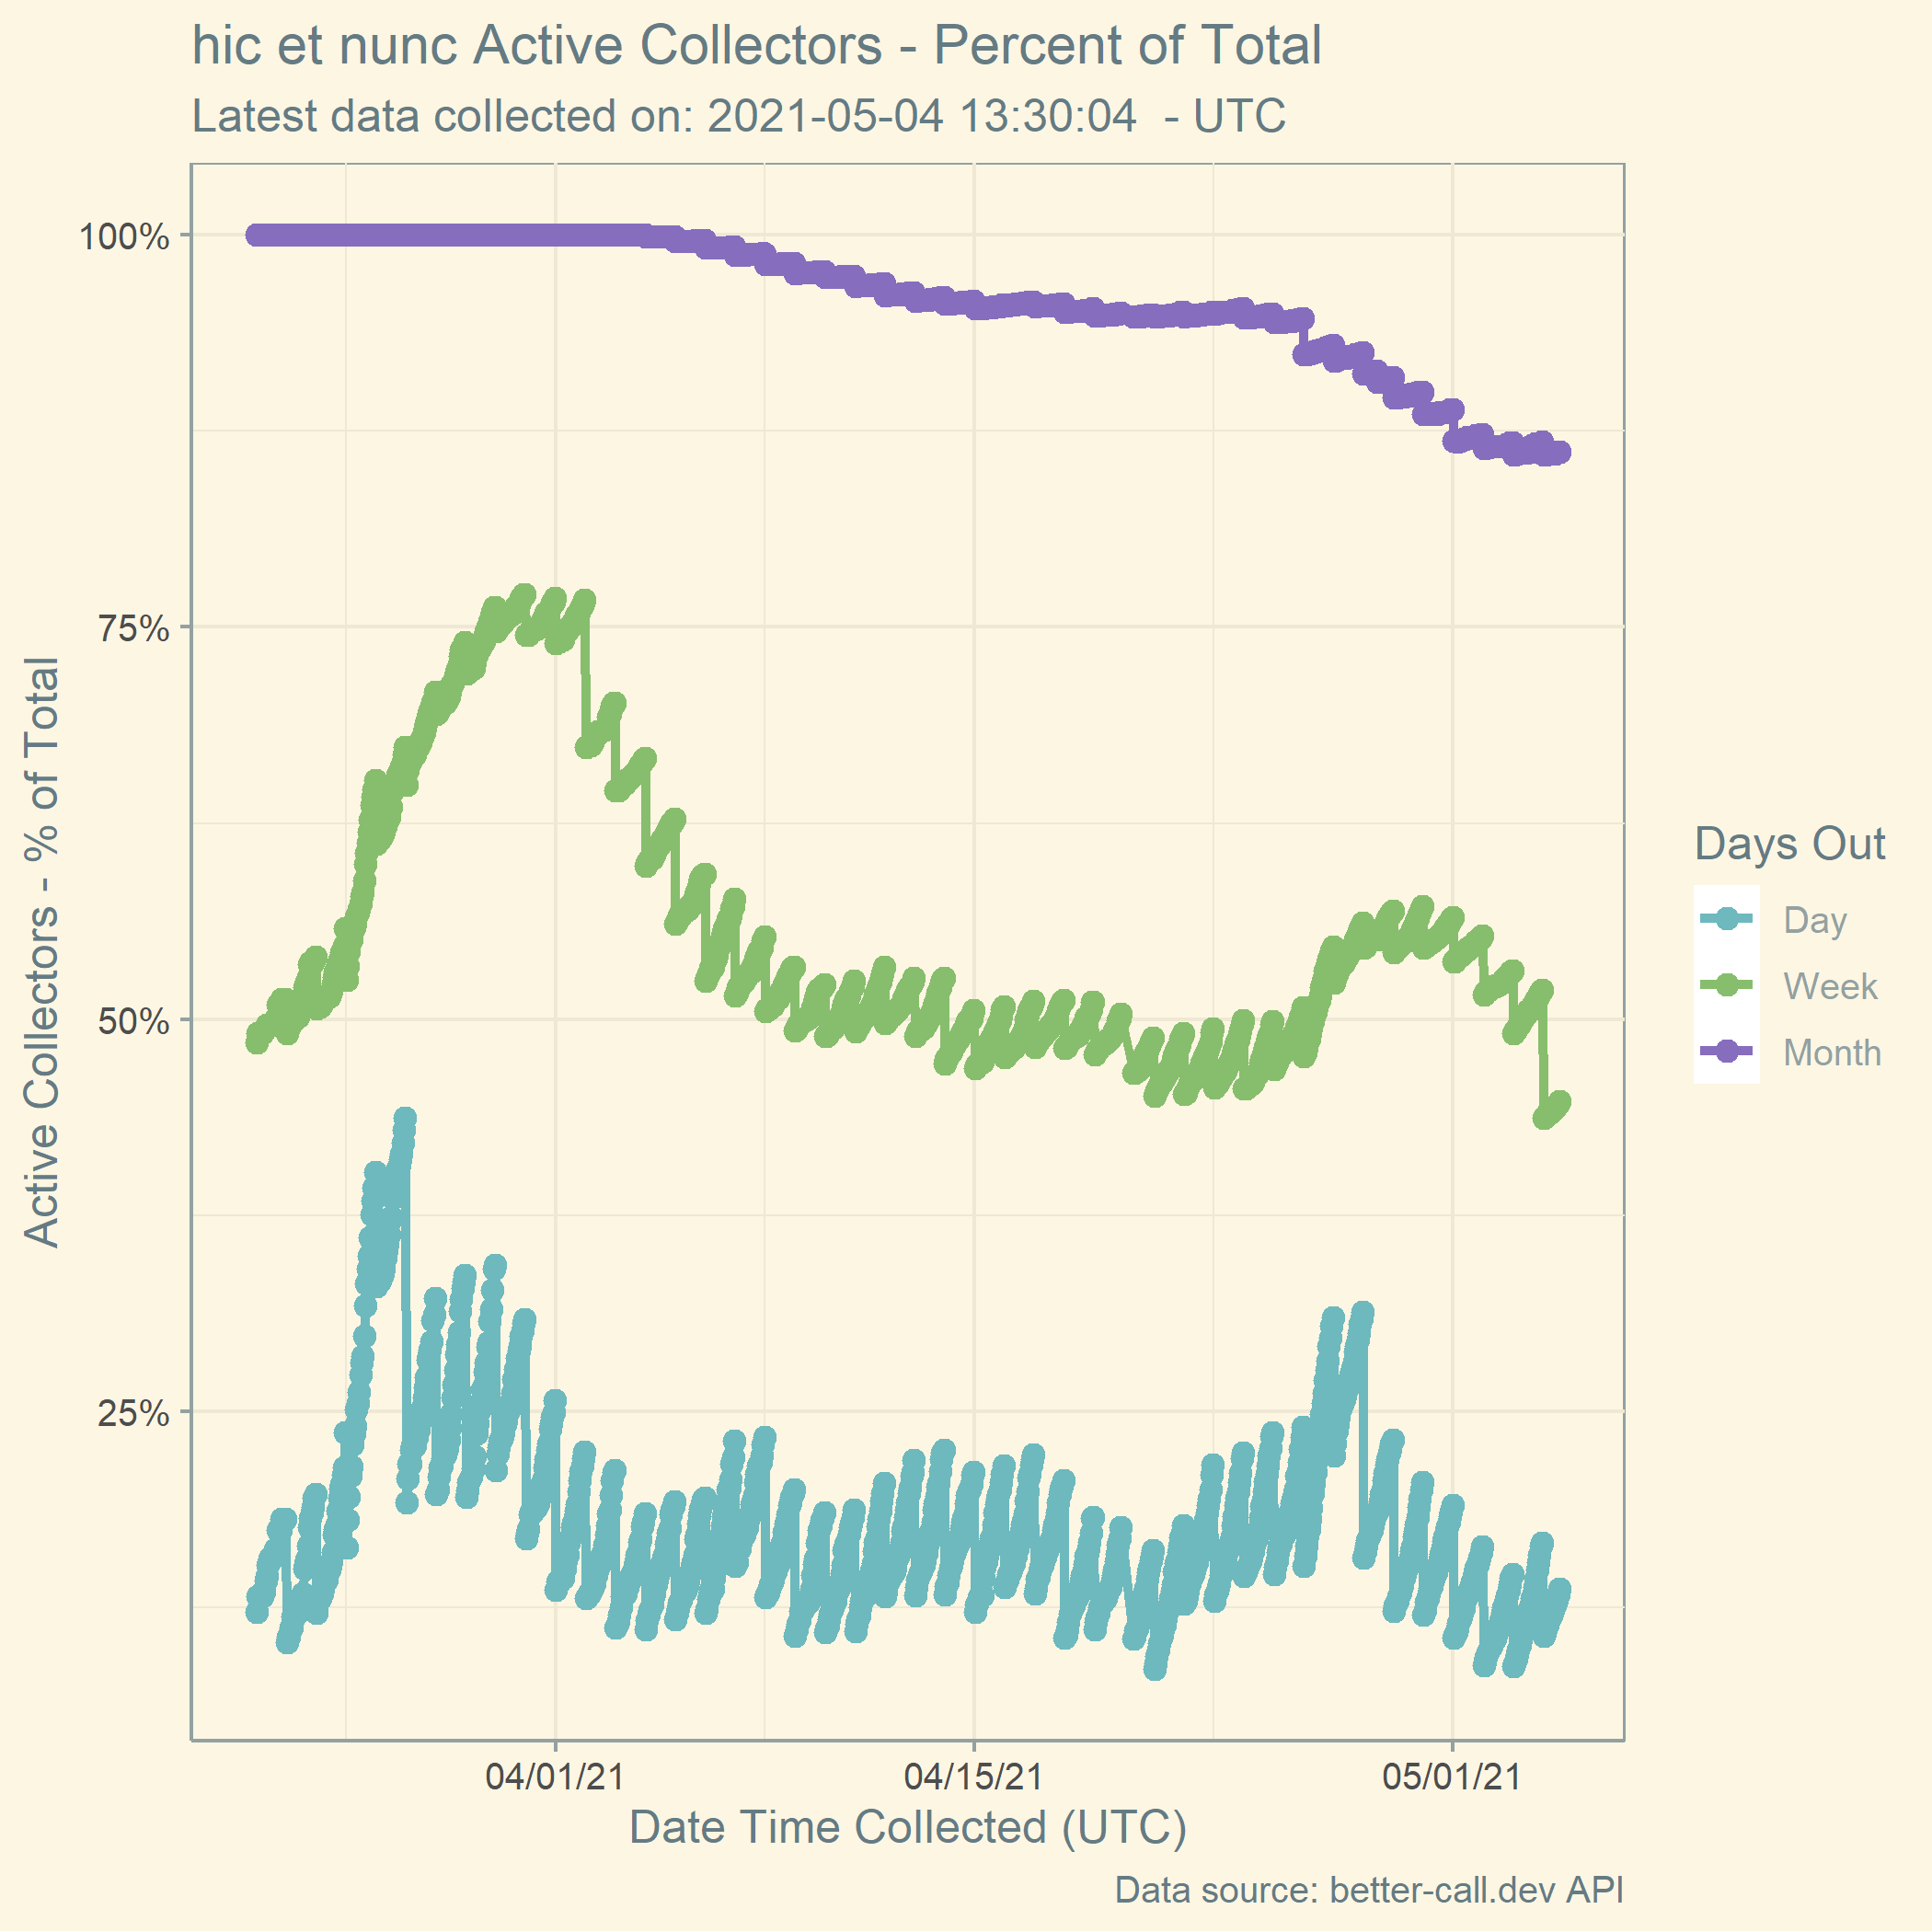 hic et nunc Active Collectors - Percent of Total
Latest data collected on: 2021-05-04 13:30:04  - UTC
Active Collectors - % of Total
100%
75%
50%
25%
04/01/21
04/15/21
05/01/21
Date Time Collected (UTC)
Days Out
Day
Week
Month
Data source: better-call.dev API